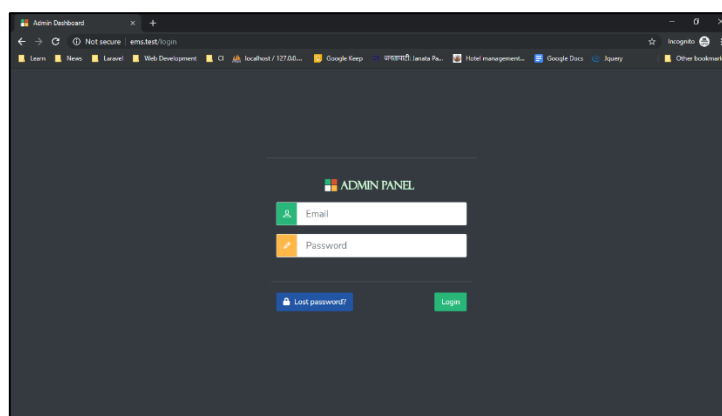 Admin Dashboard
Not secure | ems.test/login
Incognito
Learn News Laravel Web Development CI localhost / 127.0.0... Google Keep जनतापाटी: Janata Pa... Hotel management... Google Docs Jquery Other bookmark
ADMIN PANEL
Email
Password
Lost password?
Login